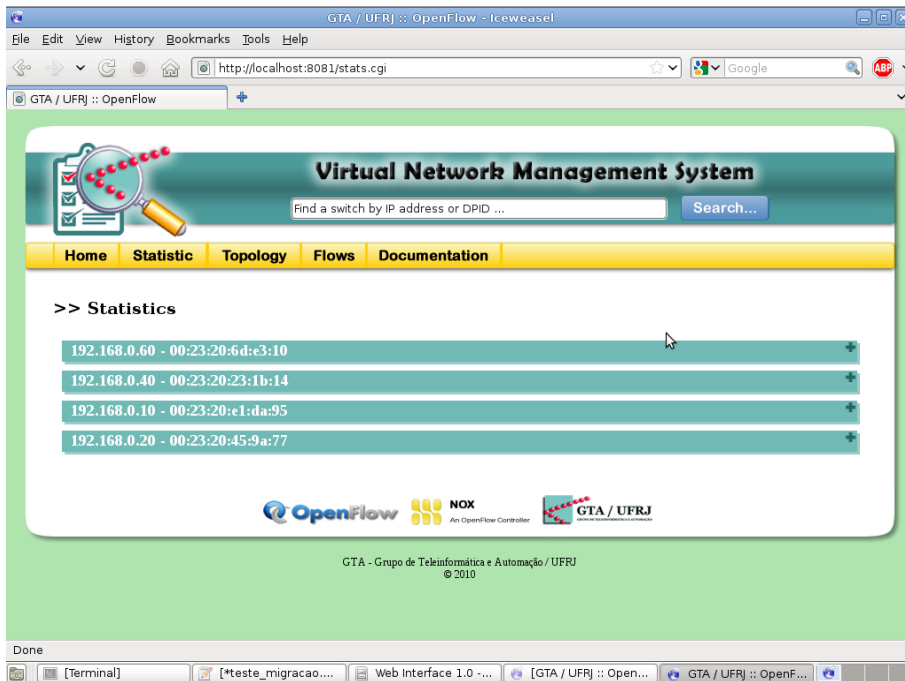 GTA / UFRJ :: OpenFlow - Iceweasel
File Edit View History Bookmarks Tools Help
http://localhost:8081/stats.cgi
Google
ABP
GTA / UFRJ :: OpenFlow
Virtual Network Management System
Find a switch by IP address or DPID ...
Search...
Home Statistic Topology Flows Documentation
>> Statistics
192.168.0.60 - 00:23:20:6d:e3:10
192.168.0.40 - 00:23:20:23:1b:14
192.168.0.10 - 00:23:20:e1:da:95
192.168.0.20 - 00:23:20:45:9a:77
OpenFlow
NOX
An OpenFlow Controller
GTA / UFRJ
GRUPO DE TELEINFORMÁTICA E AUTOMAÇÃO
GTA - Grupo de Teleinformática e Automação / UFRJ
© 2010
Done
[Terminal] [*teste_migracao.... Web Interface 1.0 -... [GTA / UFRJ :: Open... GTA / UFRJ :: OpenF...